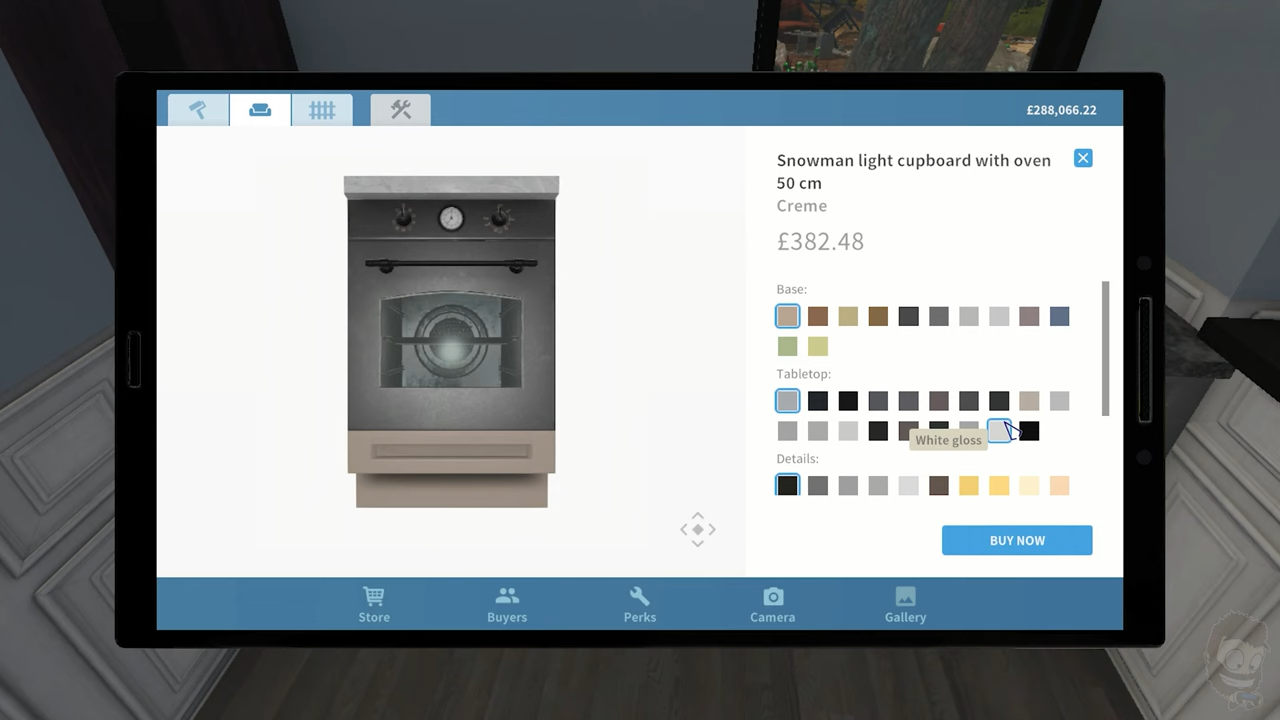 £288,066.22
Snowman light cupboard with oven
50 cm
Creme
£382.48
Base:
Tabletop:
White gloss
Details:
BUY NOW
Store
Buyers
Perks
Camera
Gallery